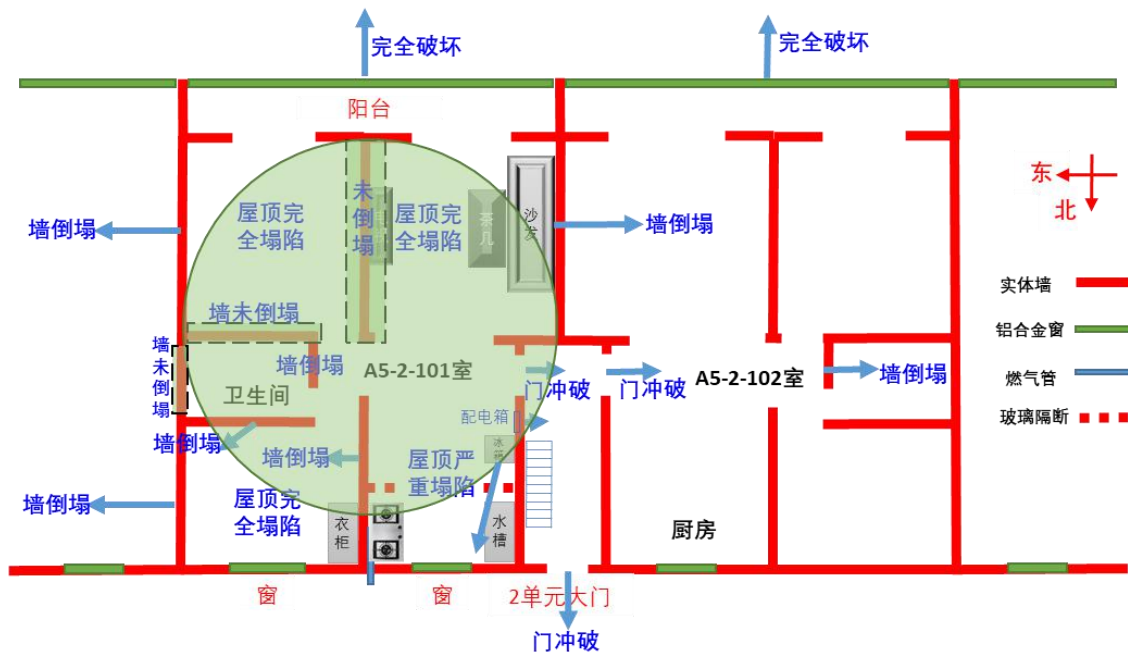 完全破坏
完全破坏
阳台
东
北
墙倒塌
屋顶完
全塌陷
未
倒
塌
屋顶完
全塌陷
茶
几
沙
发
墙倒塌
实体墙
墙未倒塌
铝合金窗
墙
未
倒
塌
墙倒塌
A5-2-101室
A5-2-102室
墙倒塌
燃气管
卫生间
门冲破
门冲破
配电箱
玻璃隔断
墙倒塌
冰
箱
墙倒塌
屋顶严
重塌陷
墙倒塌
屋顶完
全塌陷
衣
柜
水
槽
厨房
窗
窗
2单元大门
门冲破